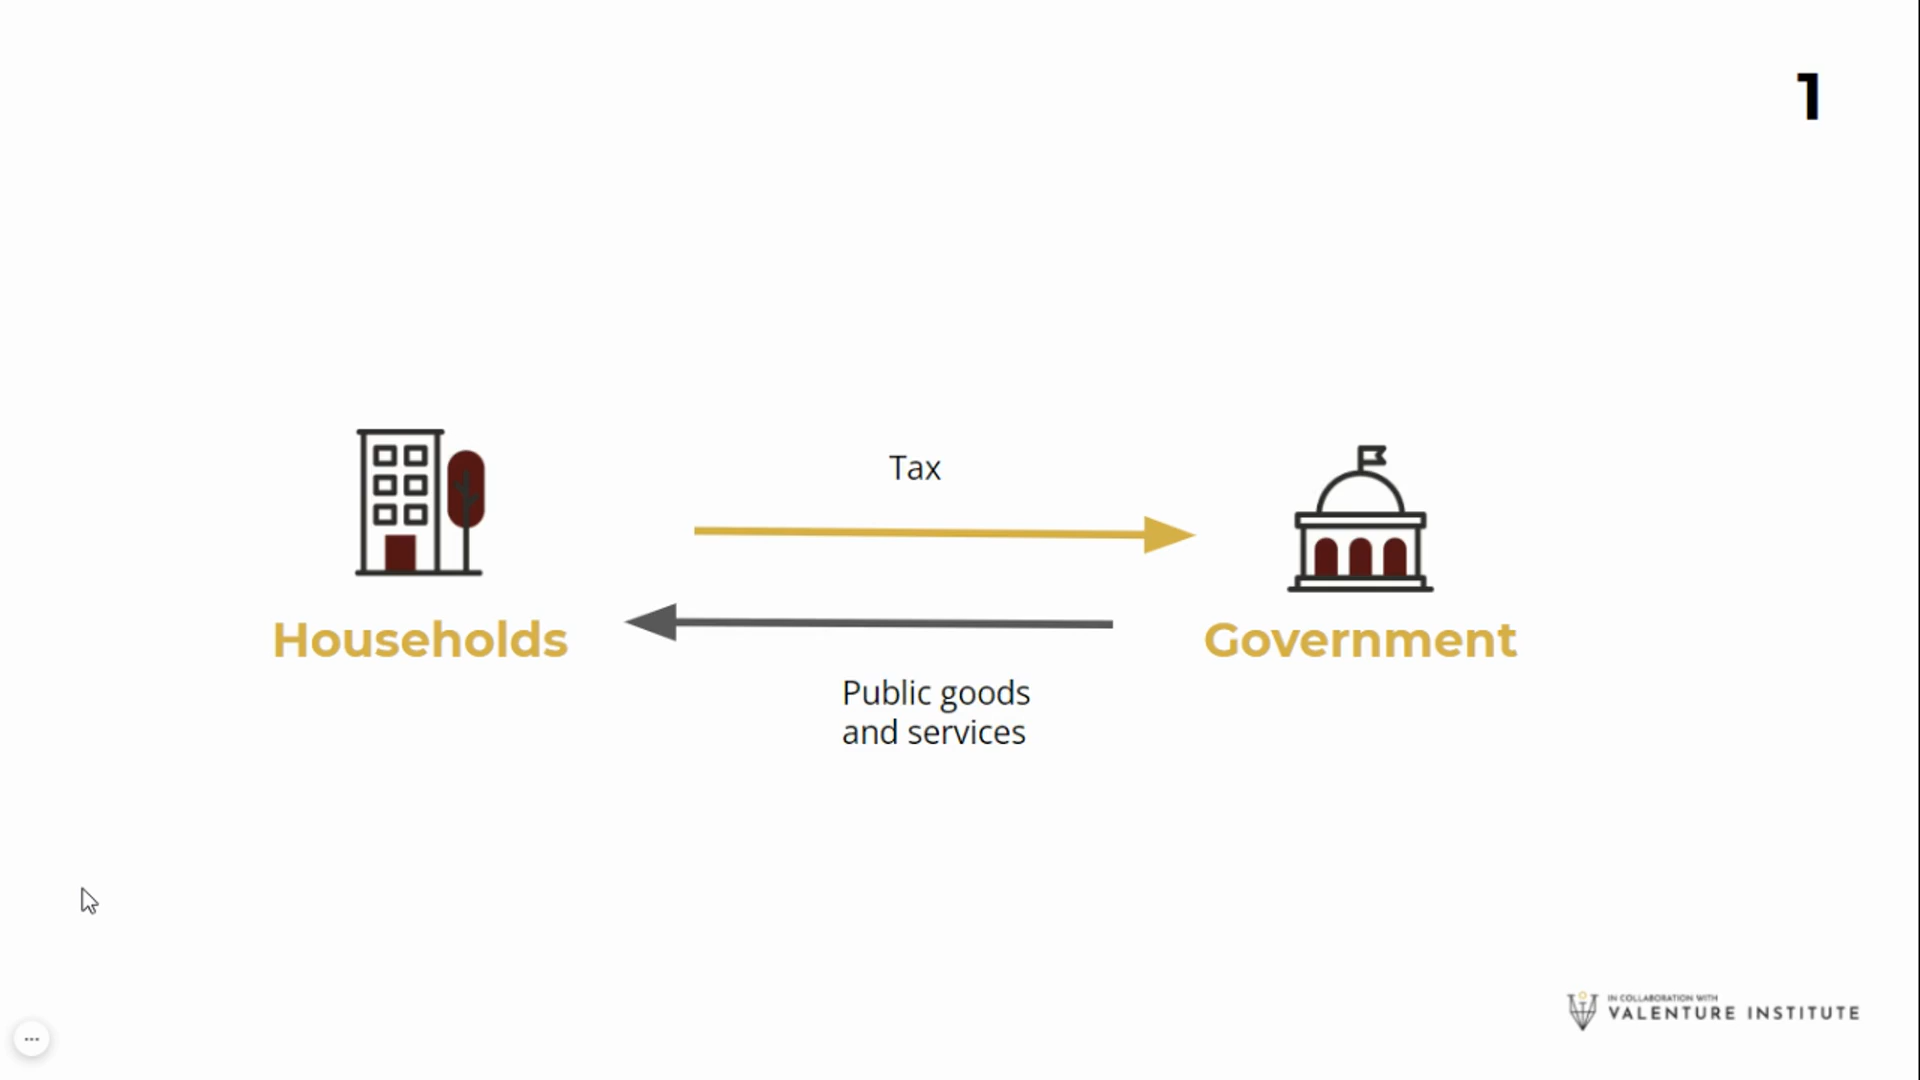 1
Tax
Households
Government
Public goods
and services
IN COLLABORATION WITH
VALENTURE INSTITUTE